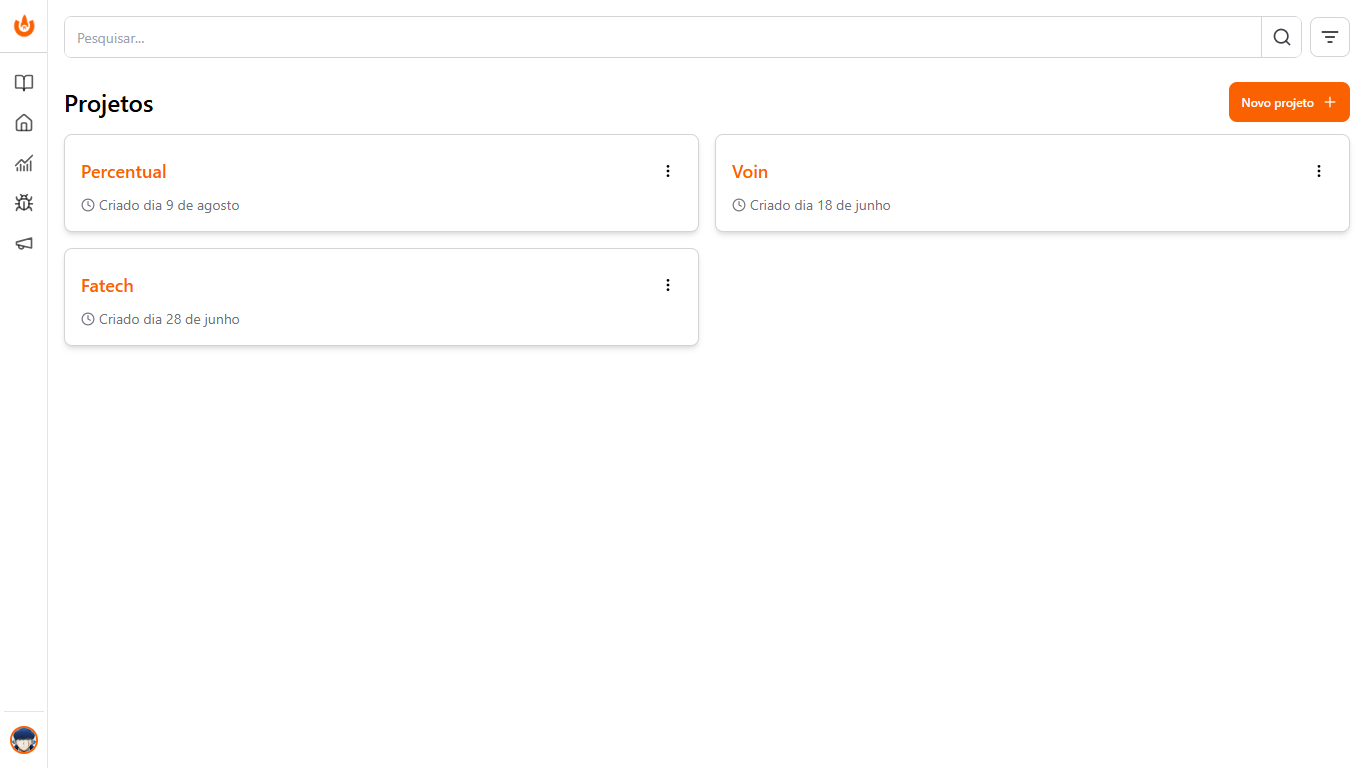 Pesquisar...
Projetos
Novo projeto
Percentual
Criado dia 9 de agosto
Voin
Criado dia 18 de junho
Fatech
Criado dia 28 de junho